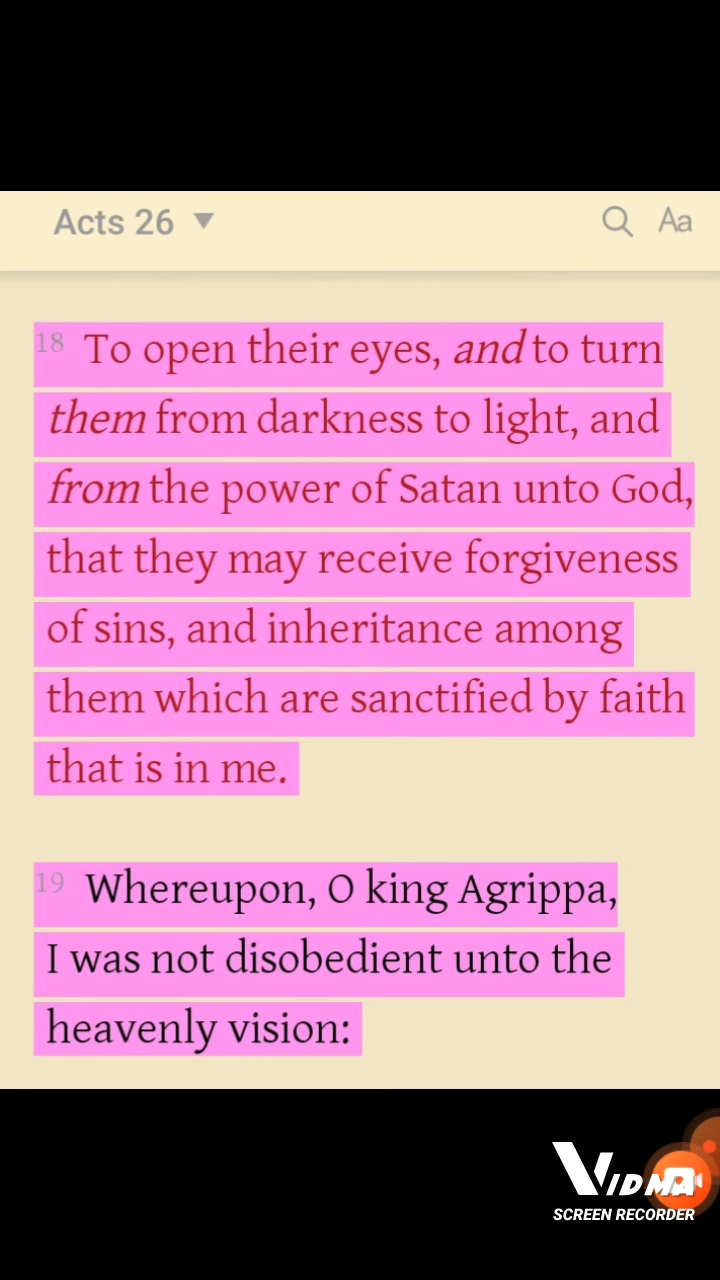 Acts 26 ▼ Aa
18 To open their eyes, and to turn
them from darkness to light, and
from the power of Satan unto God,
that they may receive forgiveness
of sins, and inheritance among
them which are sanctified by faith
that is in me.
19 Whereupon, O king Agrippa,
I was not disobedient unto the
heavenly vision:
VIDMA
SCREEN RECORDER